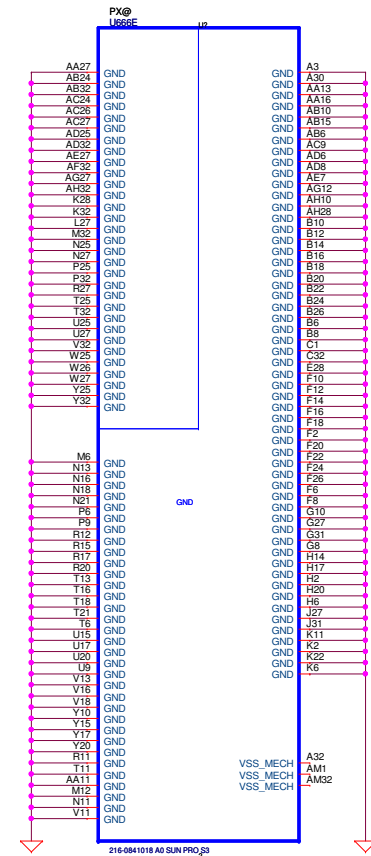 PX@
U666E
AA27 GND GND A3
AB24 GND GND A30
AB32 GND GND AA13
AC24 GND GND AA16
AC26 GND GND AB10
AC27 GND GND AB15
AD25 GND GND AB6
AD32 GND GND AC9
AE27 GND GND AD6
AF32 GND GND AD8
AG27 GND GND AE7
AH32 GND GND AG12
K28 GND GND AH10
K32 GND GND AH28
L27 GND GND B10
M32 GND GND B12
N25 GND GND B14
N27 GND GND B16
P25 GND GND B18
P32 GND GND B20
R27 GND GND B22
T25 GND GND B24
T32 GND GND B26
U25 GND GND B6
U27 GND GND B8
V32 GND GND C1
W25 GND GND C32
W26 GND GND E28
W27 GND GND F10
Y25 GND GND F12
Y32 GND GND F14
GND F16
GND F18
GND F2
GND F20
M6 GND GND F22
N13 GND GND F24
N16 GND GND F26
N18 GND GND F6
N21 GND GND F8
P6 GND GND GND G10
P9 GND GND G27
R12 GND GND G31
R15 GND GND G8
R17 GND GND H14
R20 GND GND H17
T13 GND GND H2
T16 GND GND H20
T18 GND GND H6
T21 GND GND J27
T6 GND GND J31
U15 GND GND K11
U17 GND GND K2
U20 GND GND K22
U9 GND GND K6
V13 GND
V16 GND
V18 GND
Y10 GND
Y15 GND
Y17 GND
Y20 GND
R11 GND VSS_MECH A32
T11 GND VSS_MECH AM1
AA11 GND VSS_MECH AM32
M12 GND
N11 GND
V11 GND
216-0841018 A0 SUN PRO S3